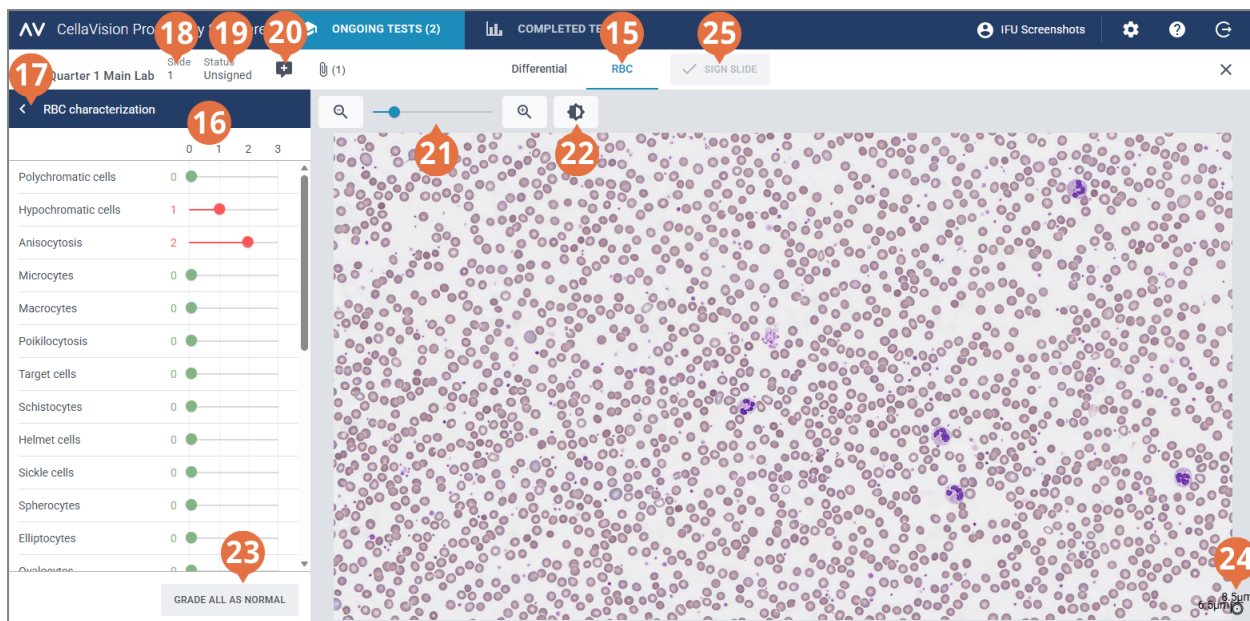 CellaVision Pro
ONGOING TESTS (2)
COMPLETED TE
IFU Screenshots
18
19
20
15
25
Slide
Status
Quarter 1 Main Lab
1
Unsigned
(1)
Differential
RBC
SIGN SLIDE
17
RBC characterization
16
21
22
0 1 2 3
Polychromatic cells 0
Hypochromatic cells 1
Anisocytosis 2
Microcytes 0
Macrocytes 0
Poikilocytosis 0
Target cells 0
Schistocytes 0
Helmet cells 0
Sickle cells 0
Spherocytes 0
Elliptocytes 0
Ovalocytes 0
23
GRADE ALL AS NORMAL
24
8.5µm
6.5µm